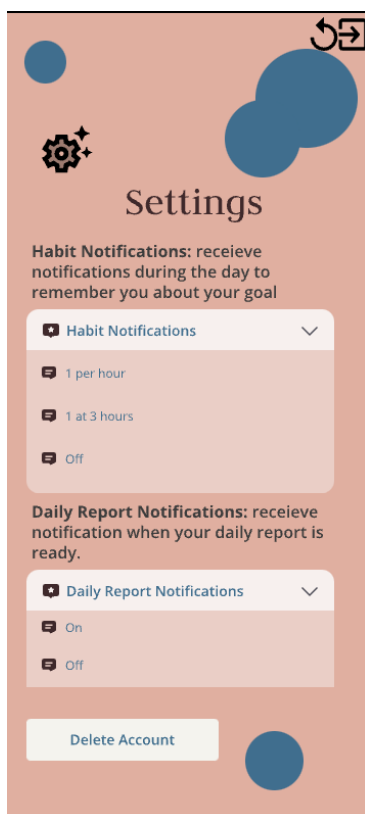 Settings
Habit Notifications: receieve
notifications during the day to
remember you about your goal
Habit Notifications
1 per hour
1 at 3 hours
Off
Daily Report Notifications: receieve
notification when your daily report is
ready.
Daily Report Notifications
On
Off
Delete Account